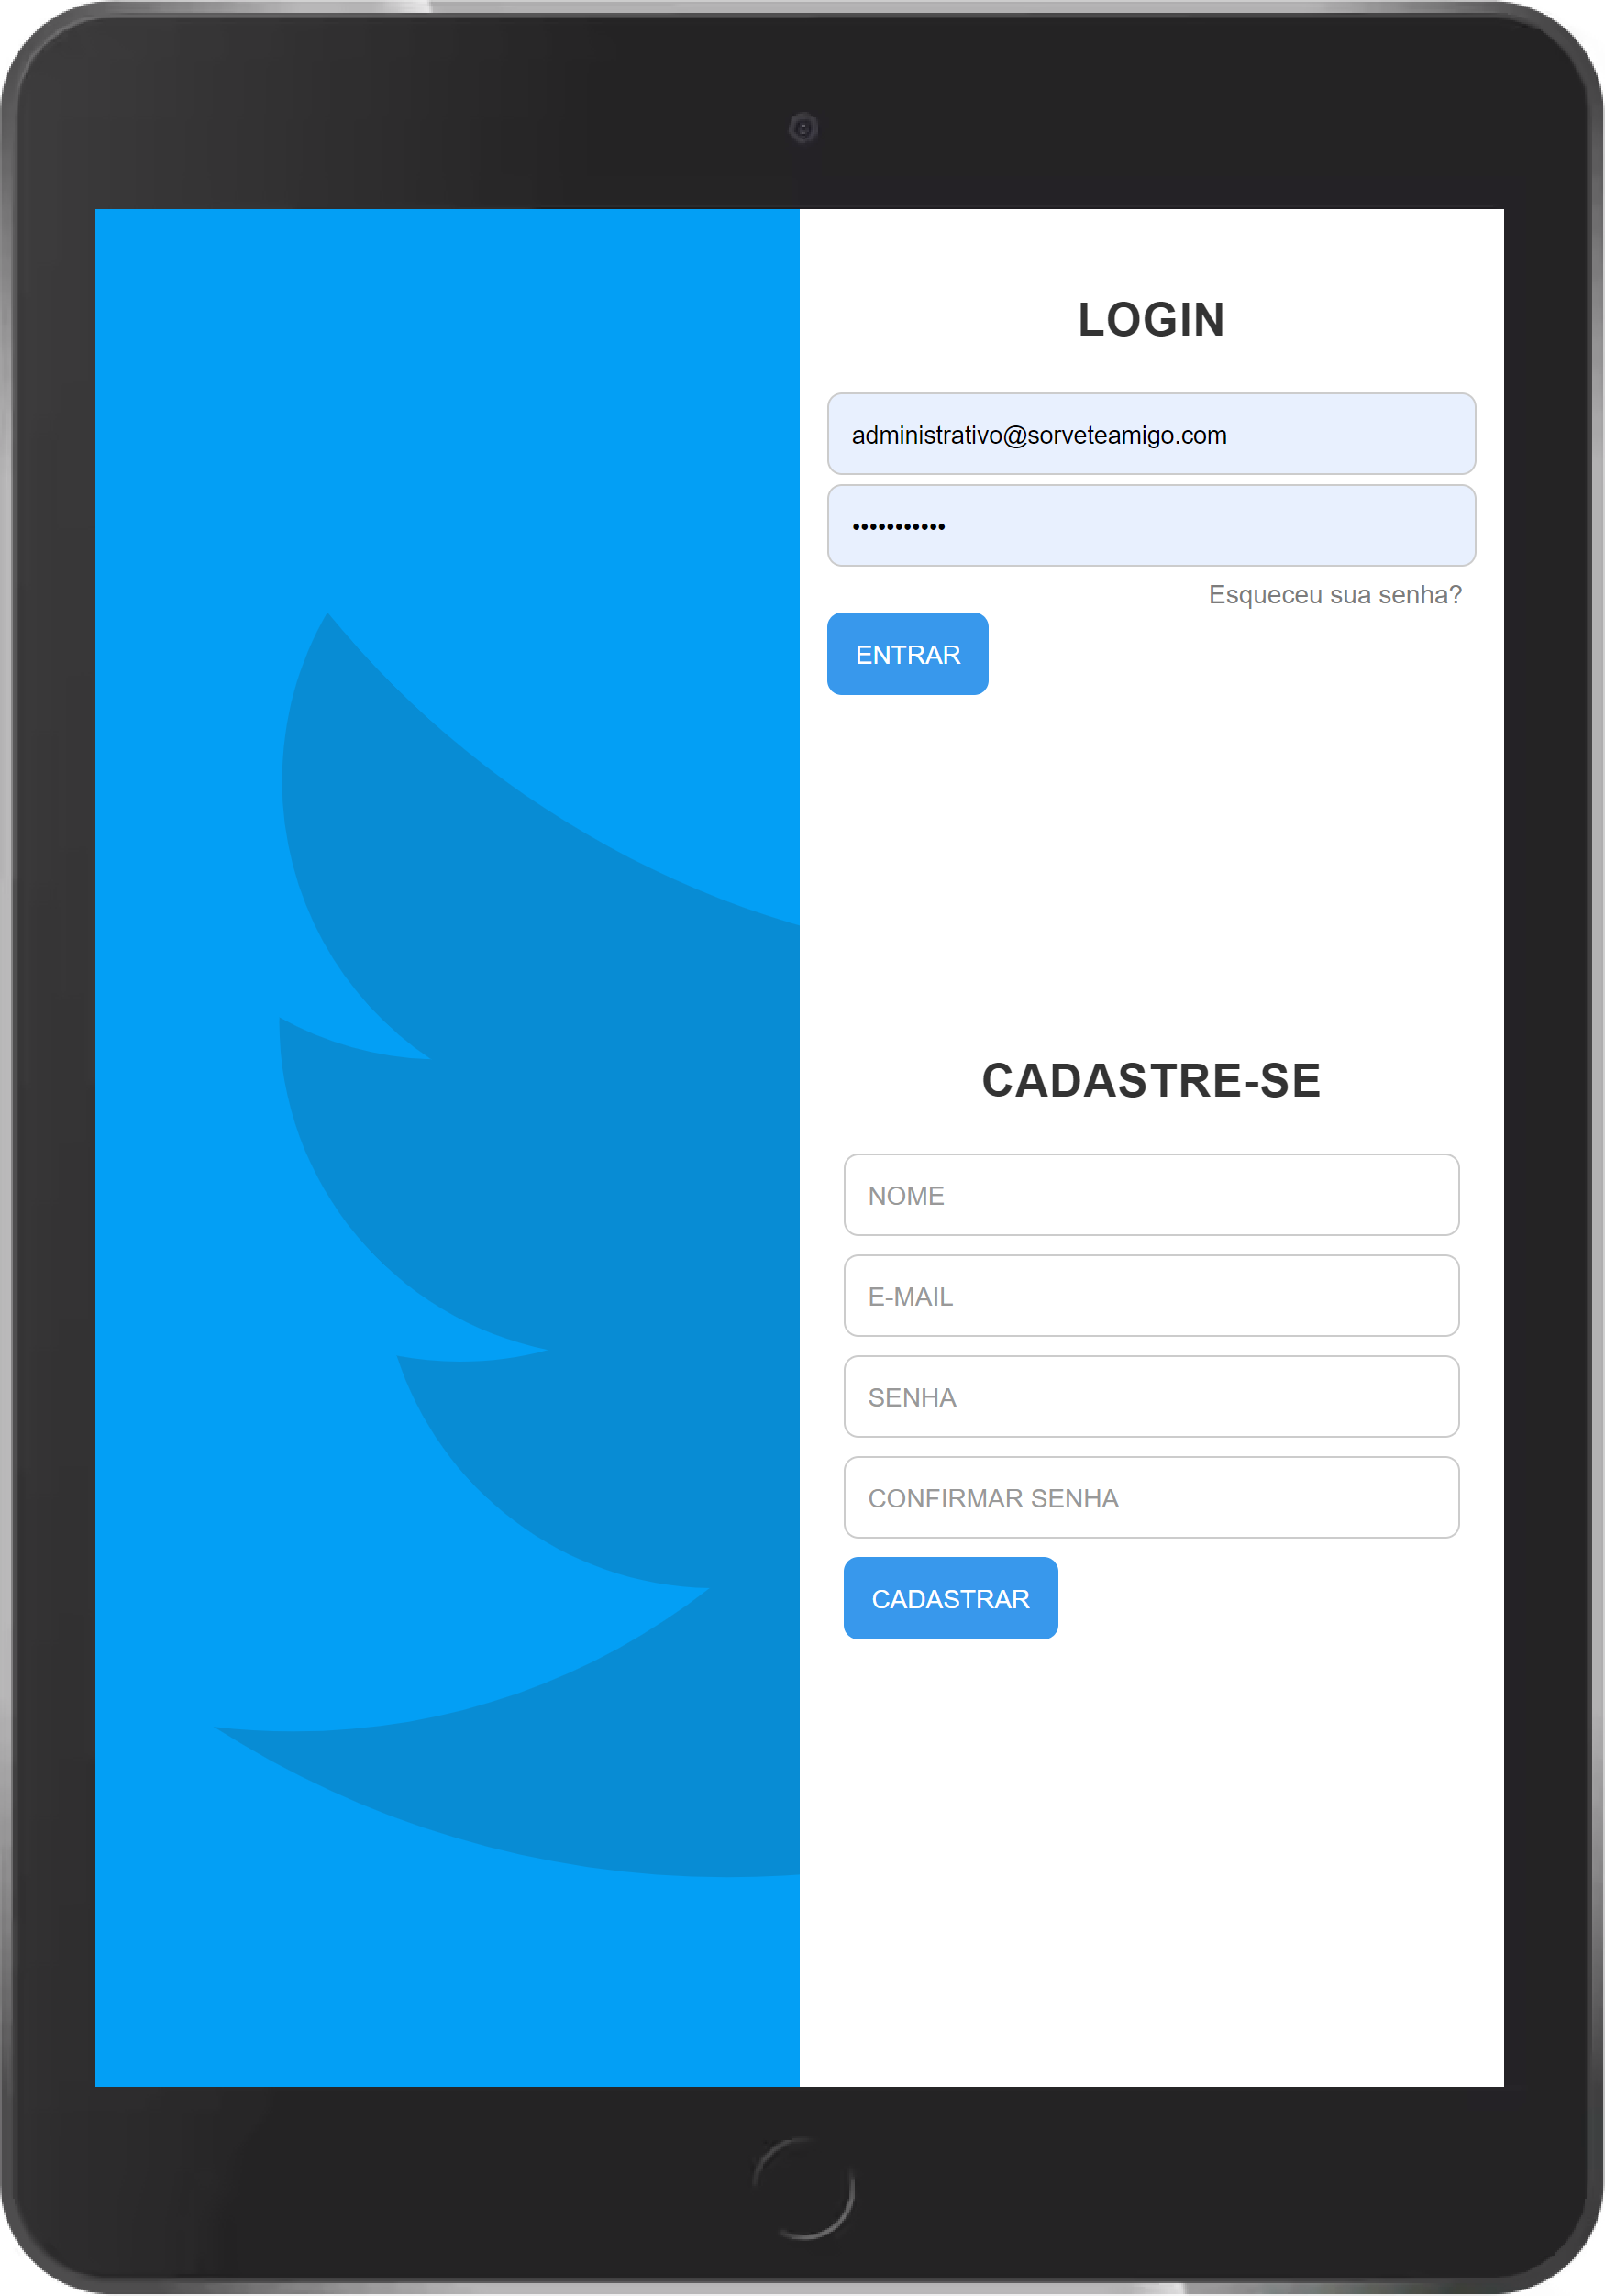 LOGIN
administrativo@sorveteamigo.com
•••••••••••
Esqueceu sua senha?
ENTRAR
CADASTRE-SE
NOME
E-MAIL
SENHA
CONFIRMAR SENHA
CADASTRAR